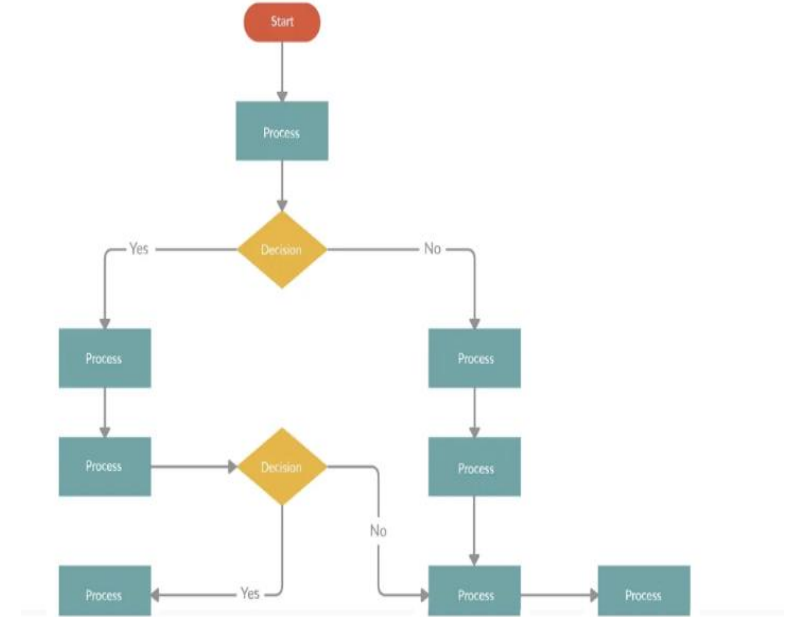 Start
Process
Decision
Yes
No
Process
Process
Process
Decision
Process
No
Process
Yes
Process
Process